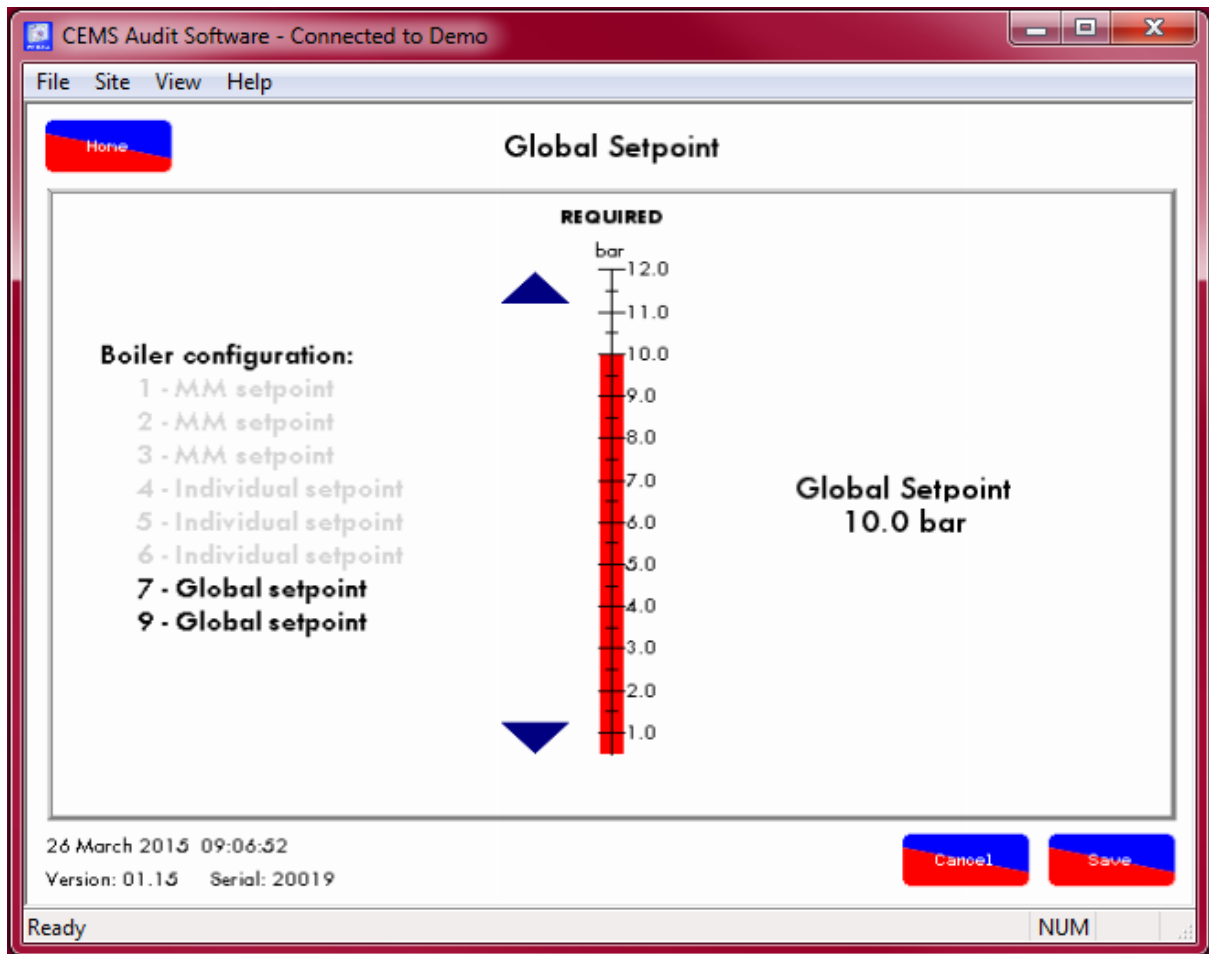 CEMS Audit Software - Connected to Demo
File Site View Help
Home
Global Setpoint
REQUIRED
bar
12.0
11.0
10.0
9.0
8.0
7.0
6.0
5.0
4.0
3.0
2.0
1.0
Boiler configuration:
1 - MM setpoint
2 - MM setpoint
3 - MM setpoint
4 - Individual setpoint
5 - Individual setpoint
6 - Individual setpoint
7 - Global setpoint
9 - Global setpoint
Global Setpoint
10.0 bar
26 March 2015 09:06:52
Version: 01.15 Serial: 20019
Cancel
Save
Ready
NUM